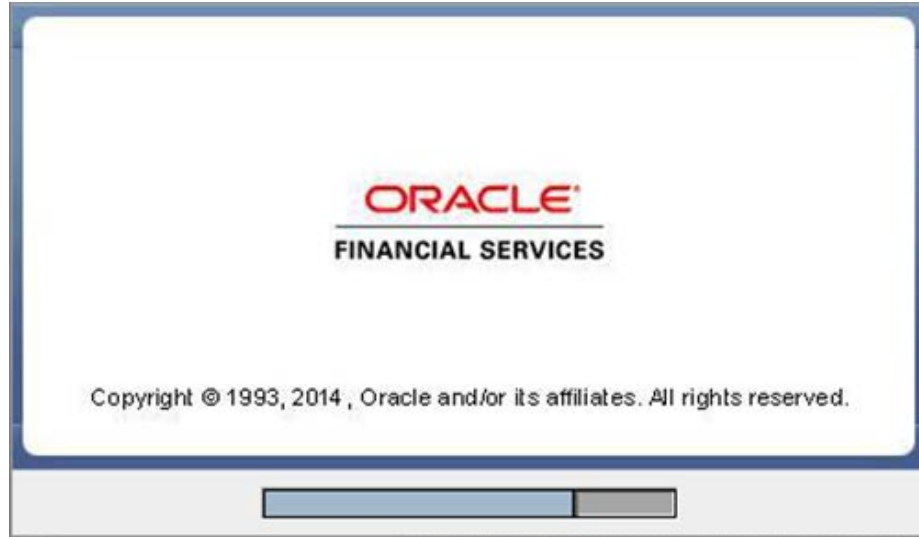 ORACLE®
FINANCIAL SERVICES
Copyright © 1993, 2014 , Oracle and/or its affiliates. All rights reserved.